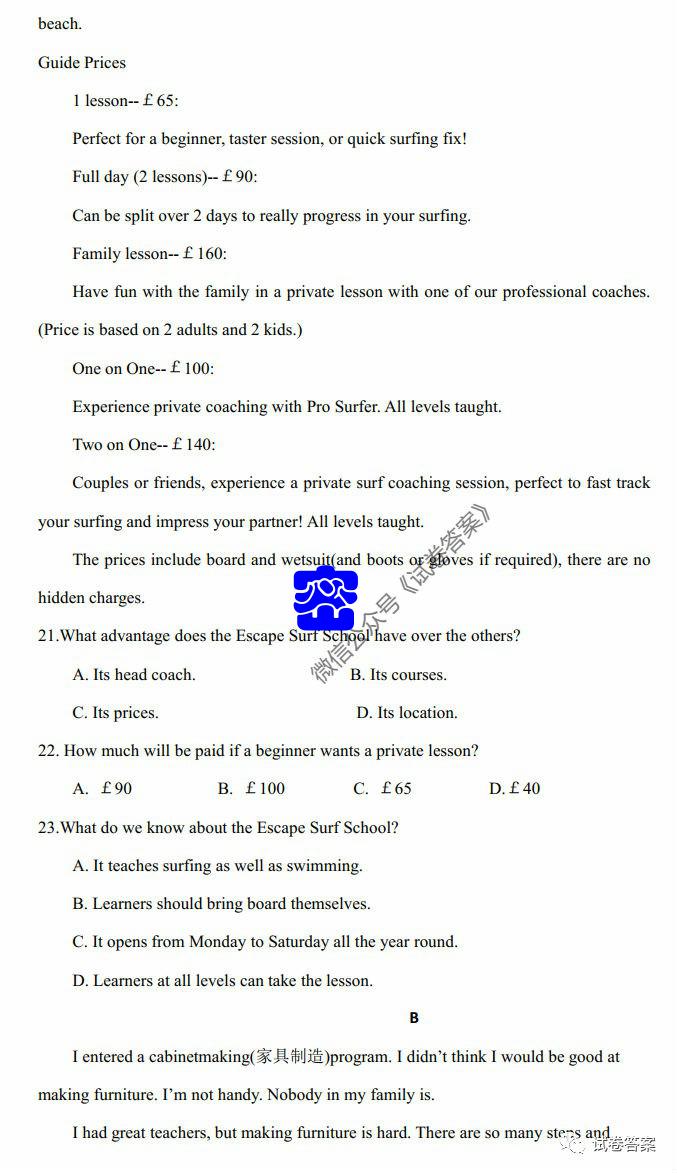 beach.
Guide Prices
1 lesson--￡65:
Perfect for a beginner, taster session, or quick surfing fix!
Full day (2 lessons)--￡90:
Can be split over 2 days to really progress in your surfing.
Family lesson--￡160:
Have fun with the family in a private lesson with one of our professional coaches.
(Price is based on 2 adults and 2 kids.)
One on One--￡100:
Experience private coaching with Pro Surfer. All levels taught.
Two on One--￡140:
Couples or friends, experience a private surf coaching session, perfect to fast track
your surfing and impress your partner! All levels taught.
The prices include board and wetsuit(and boots or gloves if required), there are no
hidden charges.
微信公众号《试卷答案》
21.What advantage does the Escape Surf School have over the others?
A. Its head coach. B. Its courses.
C. Its prices. D. Its location.
22. How much will be paid if a beginner wants a private lesson?
A. ￡90 B. ￡100 C. ￡65 D.￡40
23.What do we know about the Escape Surf School?
A. It teaches surfing as well as swimming.
B. Learners should bring board themselves.
C. It opens from Monday to Saturday all the year round.
D. Learners at all levels can take the lesson.
B
I entered a cabinetmaking(家具制造)program. I didn’t think I would be good at
making furniture. I’m not handy. Nobody in my family is.
I had great teachers, but making furniture is hard. There are so many steps and
试卷答案